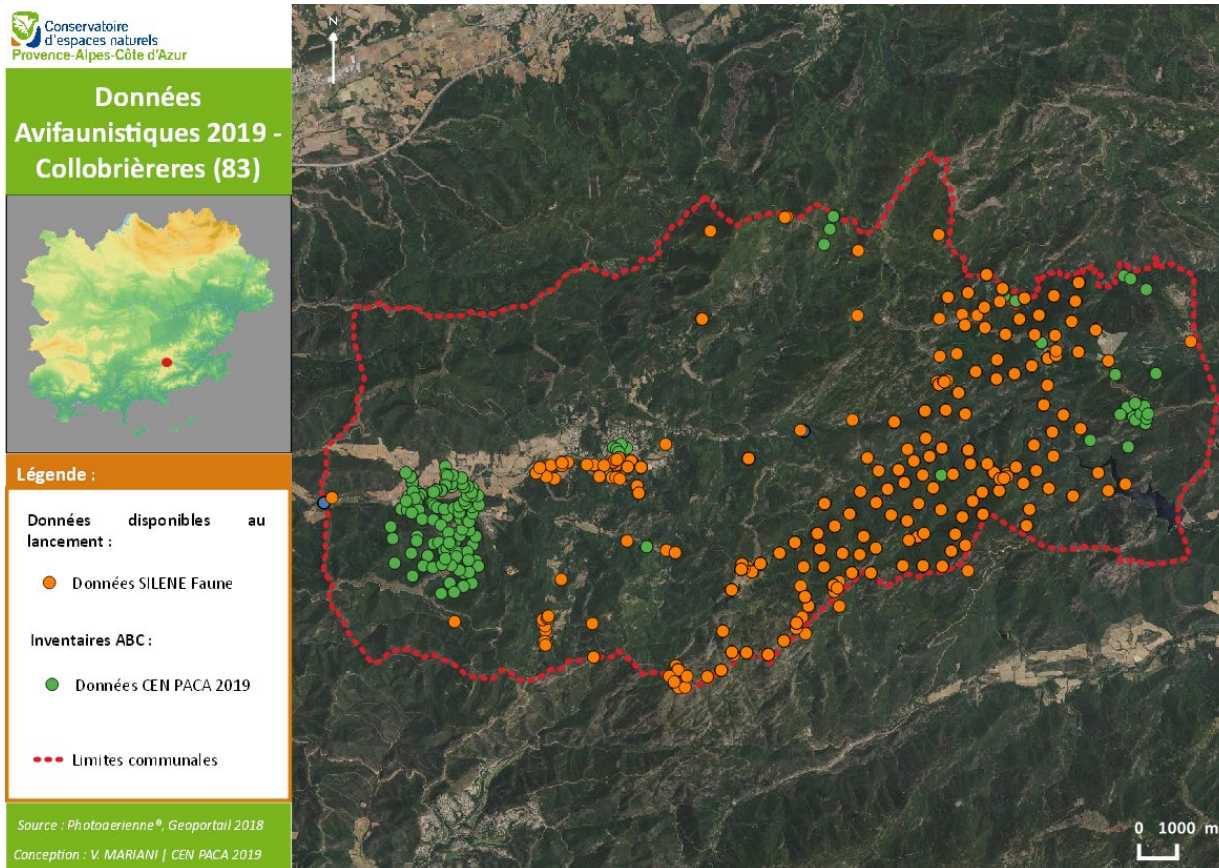 Conservatoire
d'espaces naturels
Provence-Alpes-Côte d'Azur
Données
Avifaunistiques 2019 -
Collobrièreres (83)
Légende :
Données disponibles au
lancement :
Données SILENE Faune
Inventaires ABC :
Données CEN PACA 2019
Limites communales
Source : Photoaerienne®, Geoportail 2018
Conception : V. MARIANI | CEN PACA 2019
N
0 1000 m